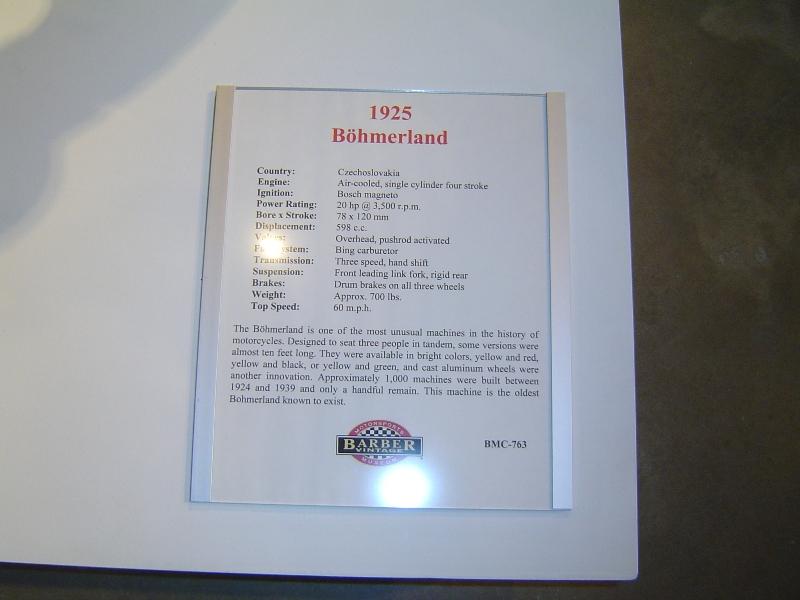 1925
Böhmerland
Country: Czechoslovakia
Engine: Air-cooled, single cylinder four stroke
Ignition: Bosch magneto
Power Rating: 20 hp @ 3,500 r.p.m.
Bore x Stroke: 78 x 120 mm
Displacement: 598 c.c.
Overhead, pushrod activated
Bing carburetor
Transmission: Three speed, hand shift
Suspension: Front leading link fork, rigid rear
Brakes: Drum brakes on all three wheels
Weight: Approx. 700 lbs.
Top Speed: 60 m.p.h.
The Böhmerland is one of the most unusual machines in the history of
motorcycles. Designed to seat three people in tandem, some versions were
almost ten feet long. They were available in bright colors, yellow and red,
yellow and black, or yellow and green, and cast aluminum wheels were
another innovation. Approximately 1,000 machines were built between
1924 and 1939 and only a handful remain. This machine is the oldest
Bohmerland known to exist.
MOTORSPORTS
BARBER
VINTAGE
MUSEUM
BMC-763